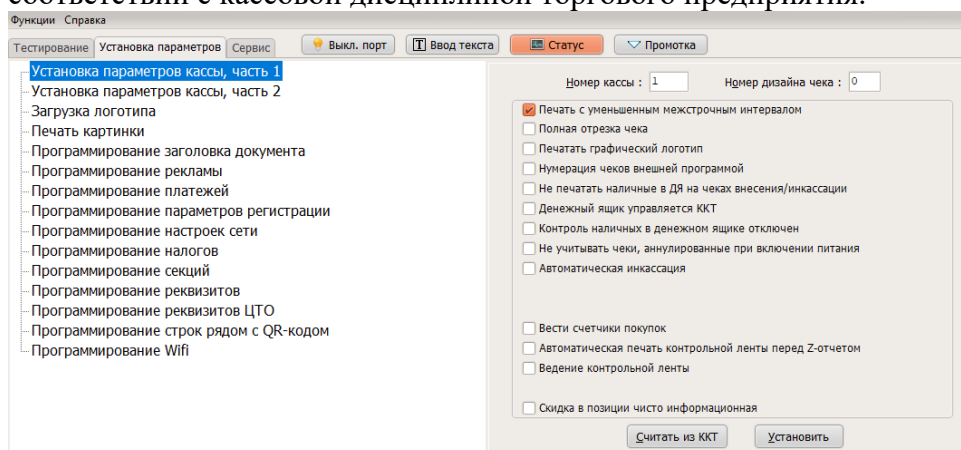 соответствии с кассовой дисциплиной торгового предприятия.
Функции Справка
Тестирование Установка параметров Сервис Выкл. порт Ввод текста Статус Промотка
Установка параметров кассы, часть 1
Установка параметров кассы, часть 2
Загрузка логотипа
Печать картинки
Программирование заголовка документа
Программирование рекламы
Программирование платежей
Программирование параметров регистрации
Программирование настроек сети
Программирование налогов
Программирование секций
Программирование реквизитов
Программирование реквизитов ЦТО
Программирование строк рядом с QR-кодом
Программирование Wifi
Номер кассы : 1 Номер дизайна чека : 0
Печать с уменьшенным межстрочным интервалом
Полная отрезка чека
Печатать графический логотип
Нумерация чеков внешней программой
Не печатать наличные в ДЯ на чеках внесения/инкассации
Денежный ящик управляется ККТ
Контроль наличных в денежном ящике отключен
Не учитывать чеки, аннулированные при включении питания
Автоматическая инкассация
Вести счетчики покупок
Автоматическая печать контрольной ленты перед Z-отчетом
Ведение контрольной ленты
Скидка в позиции чисто информационная
Считать из ККТ Установить